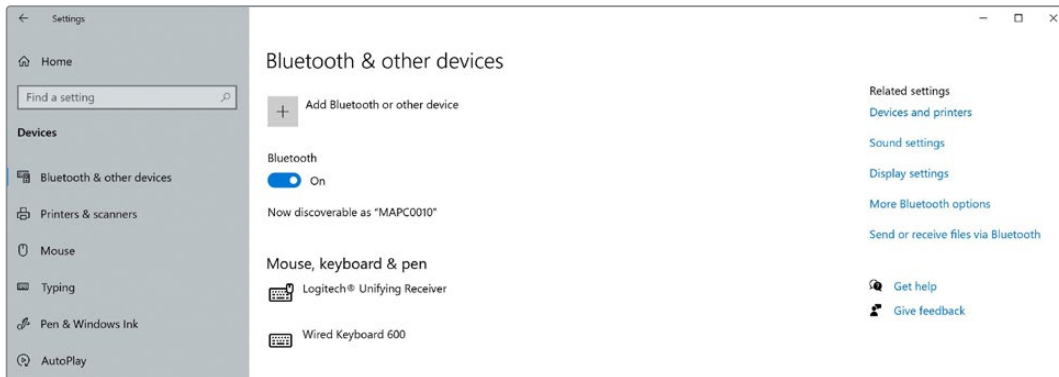 Settings
Home
Find a setting
Devices
Bluetooth & other devices
Printers & scanners
Mouse
Typing
Pen & Windows Ink
AutoPlay
Bluetooth & other devices
Add Bluetooth or other device
Bluetooth
On
Now discoverable as “MAPC0010”
Mouse, keyboard & pen
Logitech® Unifying Receiver
Wired Keyboard 600
Related settings
Devices and printers
Sound settings
Display settings
More Bluetooth options
Send or receive files via Bluetooth
Get help
Give feedback